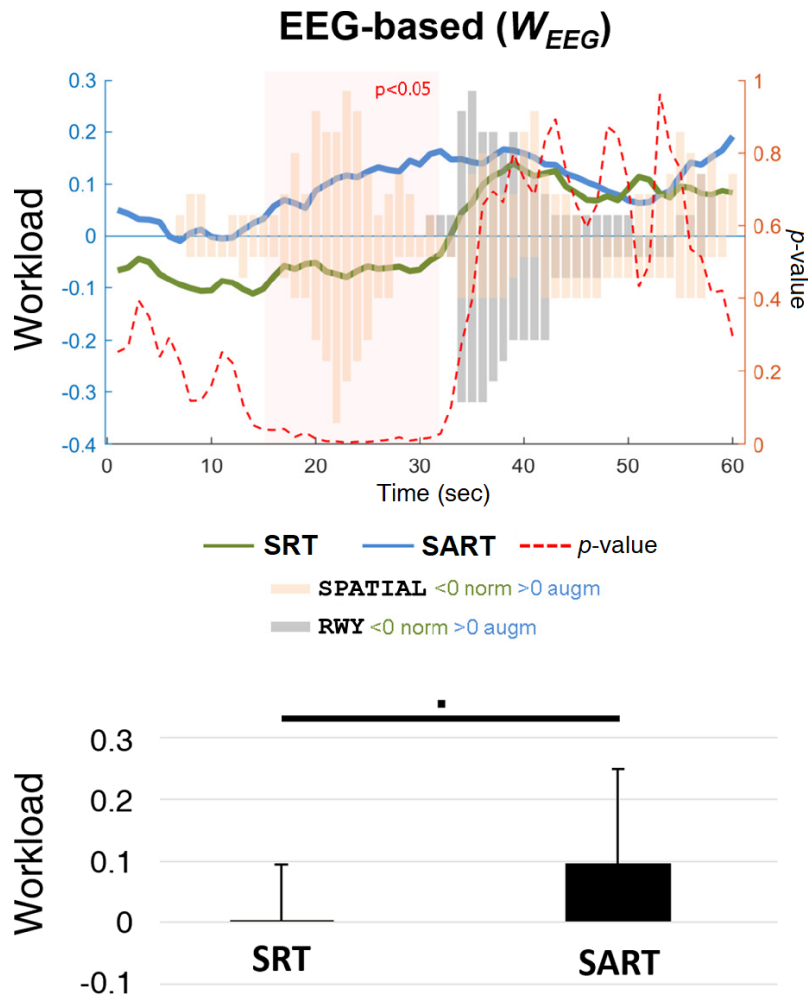 EEG-based (W_EEG)
0.3
0.2
0.1
0
-0.1
-0.2
-0.3
-0.4
Workload
p<0.05
1
0.8
0.6
0.4
0.2
0
p-value
0 10 20 30 40 50 60
Time (sec)
SRT SART p-value
SPATIAL <0 norm >0 augm
RWY <0 norm >0 augm
Workload
0.3
0.2
0.1
0
-0.1
SRT SART